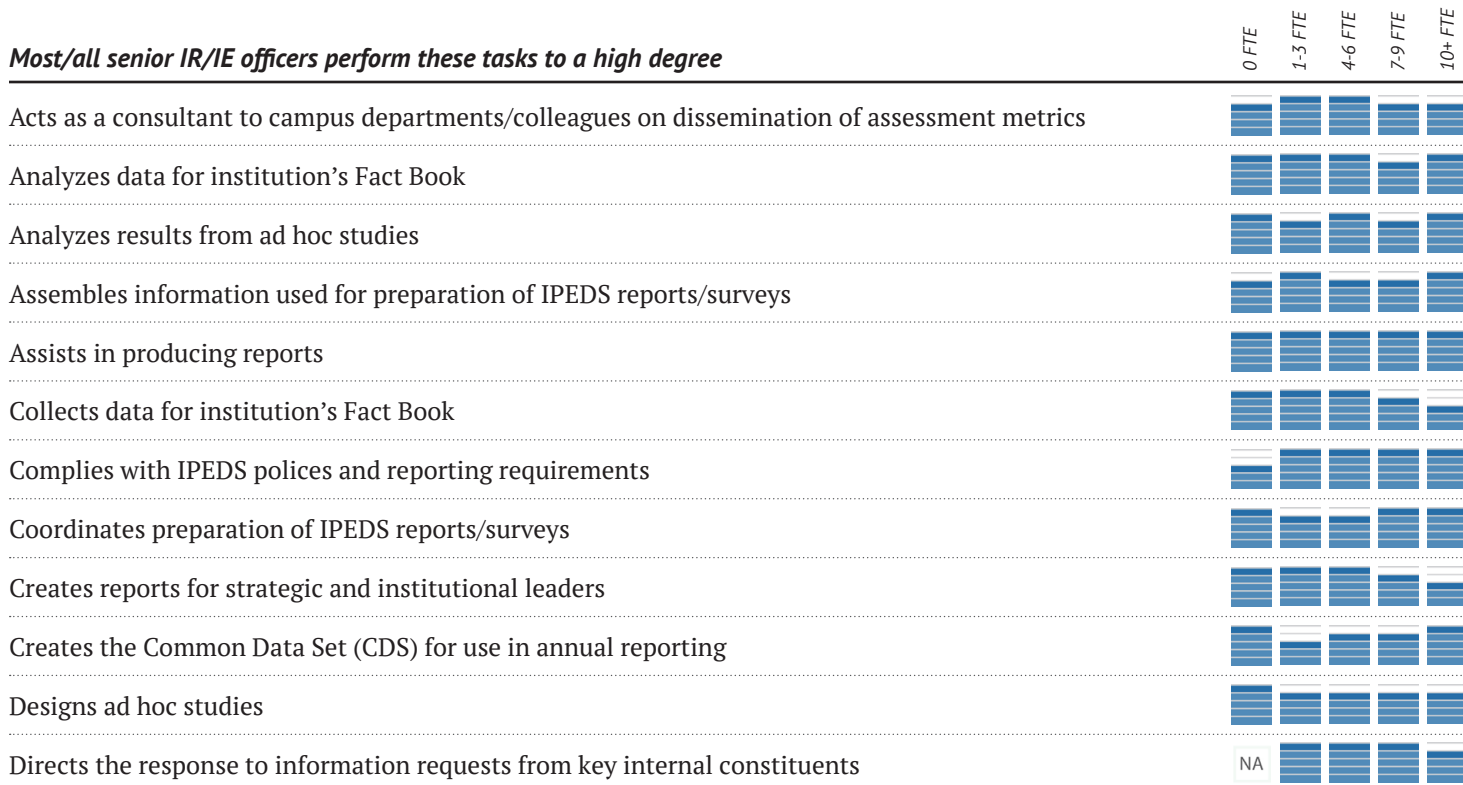 Most/all senior IR/IE officers perform these tasks to a high degree 0 FTE 1-3 FTE 4-6 FTE 7-9 FTE 10+ FTE
Acts as a consultant to campus departments/colleagues on dissemination of assessment metrics
Analyzes data for institution’s Fact Book
Analyzes results from ad hoc studies
Assembles information used for preparation of IPEDS reports/surveys
Assists in producing reports
Collects data for institution’s Fact Book
Complies with IPEDS polices and reporting requirements
Coordinates preparation of IPEDS reports/surveys
Creates reports for strategic and institutional leaders
Creates the Common Data Set (CDS) for use in annual reporting
Designs ad hoc studies
Directs the response to information requests from key internal constituents NA